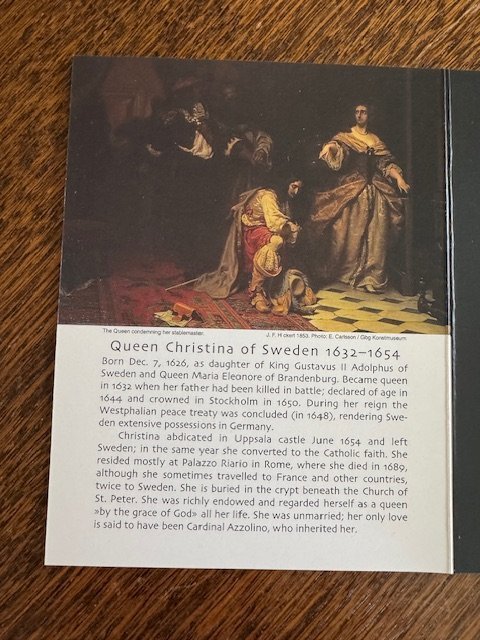 The Queen condemning her stablemaster.
J. F. H ckert 1853. Photo: E. Carlsson / Gbg Konstmuseum
Queen Christina of Sweden 1632–1654
Born Dec. 7, 1626, as daughter of King Gustavus II Adolphus of
Sweden and Queen Maria Eleonore of Brandenburg. Became queen
in 1632 when her father had been killed in battle; declared of age in
1644 and crowned in Stockholm in 1650. During her reign the
Westphalian peace treaty was concluded (in 1648), rendering Swe-
den extensive possessions in Germany.
Christina abdicated in Uppsala castle June 1654 and left
Sweden; in the same year she converted to the Catholic faith. She
resided mostly at Palazzo Riario in Rome, where she died in 1689,
although she sometimes travelled to France and other countries,
twice to Sweden. She is buried in the crypt beneath the Church of
St. Peter. She was richly endowed and regarded herself as a queen
»by the grace of God» all her life. She was unmarried; her only love
is said to have been Cardinal Azzolino, who inherited her.